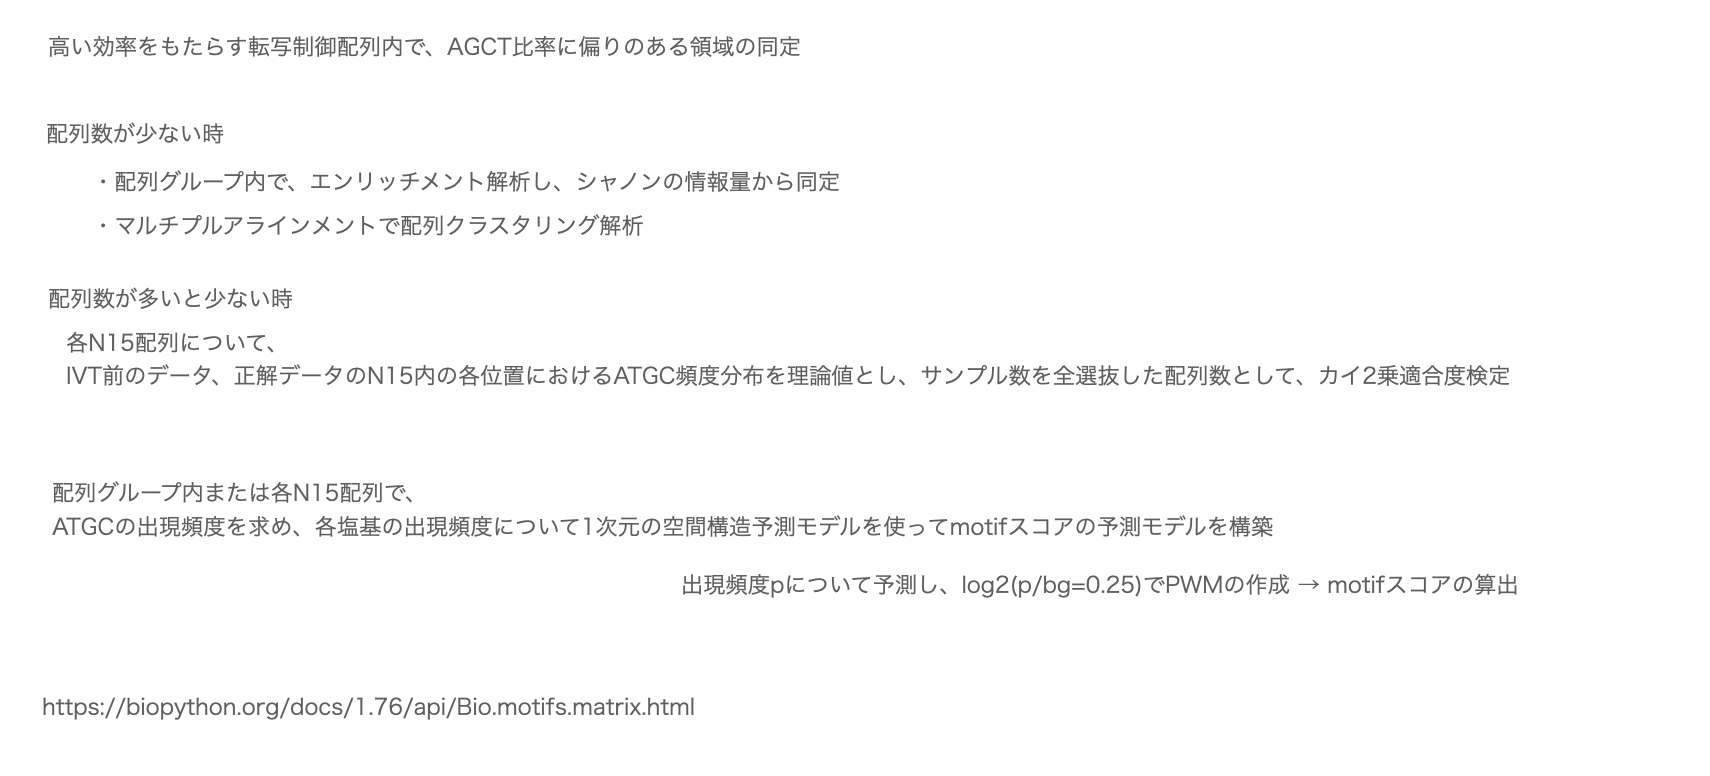 高い効率をもたらす転写制御配列内で、AGCT比率に偏りのある領域の同定
配列数が少ない時
・配列グループ内で、エンリッチメント解析し、シャノンの情報量から同定
・マルチプルアラインメントで配列クラスタリング解析
配列数が多いと少ない時
各N15配列について、
IVT前のデータ、正解データのN15内の各位置におけるATGC頻度分布を理論値とし、サンプル数を全選抜した配列数として、カイ2乗適合度検定
配列グループ内または各N15配列で、
ATGCの出現頻度を求め、各塩基の出現頻度について1次元の空間構造予測モデルを使ってmotifスコアの予測モデルを構築
出現頻度pについて予測し、log2(p/bg=0.25)でPWMの作成 → motifスコアの算出
https://biopython.org/docs/1.76/api/Bio.motifs.matrix.html